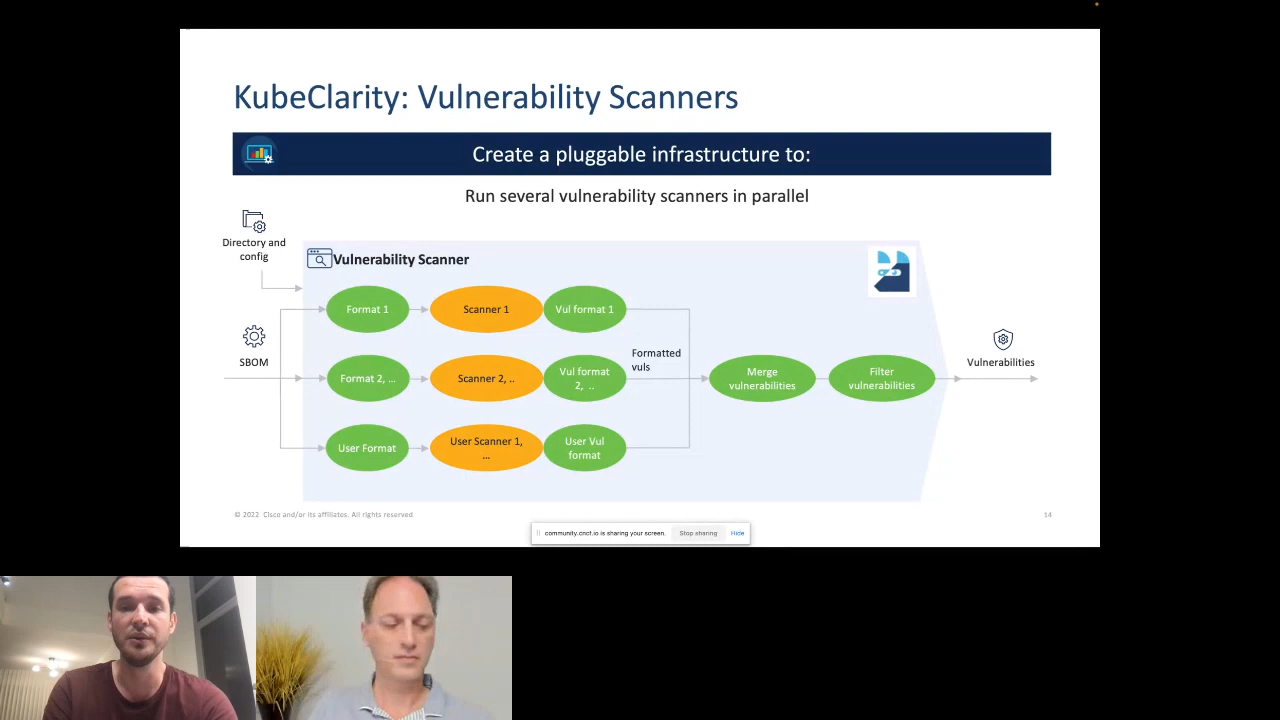 KubeClarity: Vulnerability Scanners
Create a pluggable infrastructure to:
Run several vulnerability scanners in parallel
Directory and
config
Vulnerability Scanner
Format 1
Scanner 1
Vul format 1
SBOM
Format 2, ...
Scanner 2, ..
Vul format
2, ..
Formatted
vuls
Merge
vulnerabilities
Filter
vulnerabilities
Vulnerabilities
User Format
User Scanner 1,
...
User Vul
format
© 2022 Cisco and/or its affiliates. All rights reserved
14
community.cncf.io is sharing your screen.
Stop sharing
Hide